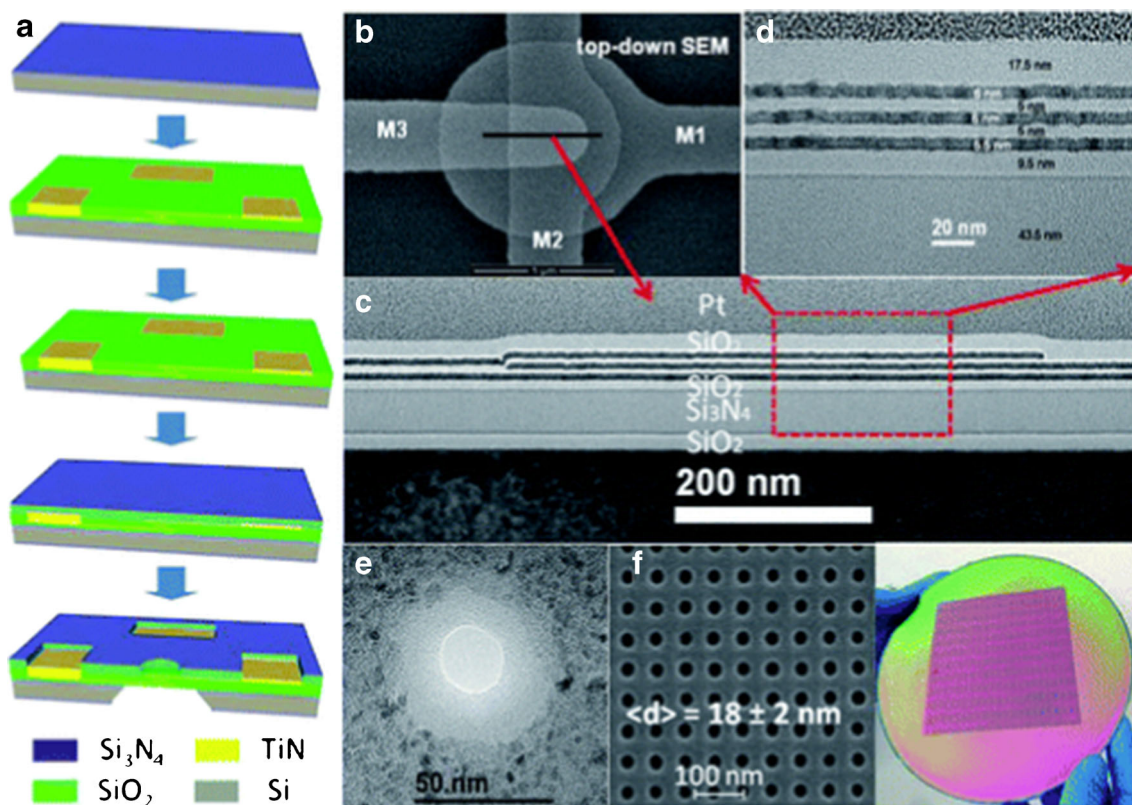 a
Si₃N₄
TiN
SiO₂
Si
b
top-down SEM
M3
M1
M2
c
Pt
SiO₂
SiO₂
Si₃N₄
SiO₂
200 nm
d
17.5 nm
5 nm
5 nm
9.5 nm
20 nm
43.5 nm
e
50 nm
f
<d> = 18 ± 2 nm
100 nm